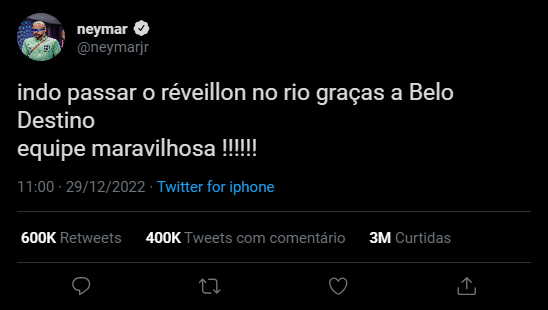 neymar
@neymarjr
indo passar o réveillon no rio graças a Belo
Destino
equipe maravilhosa !!!!!!
11:00 · 29/12/2022 · Twitter for iphone
600K Retweets 400K Tweets com comentário 3M Curtidas